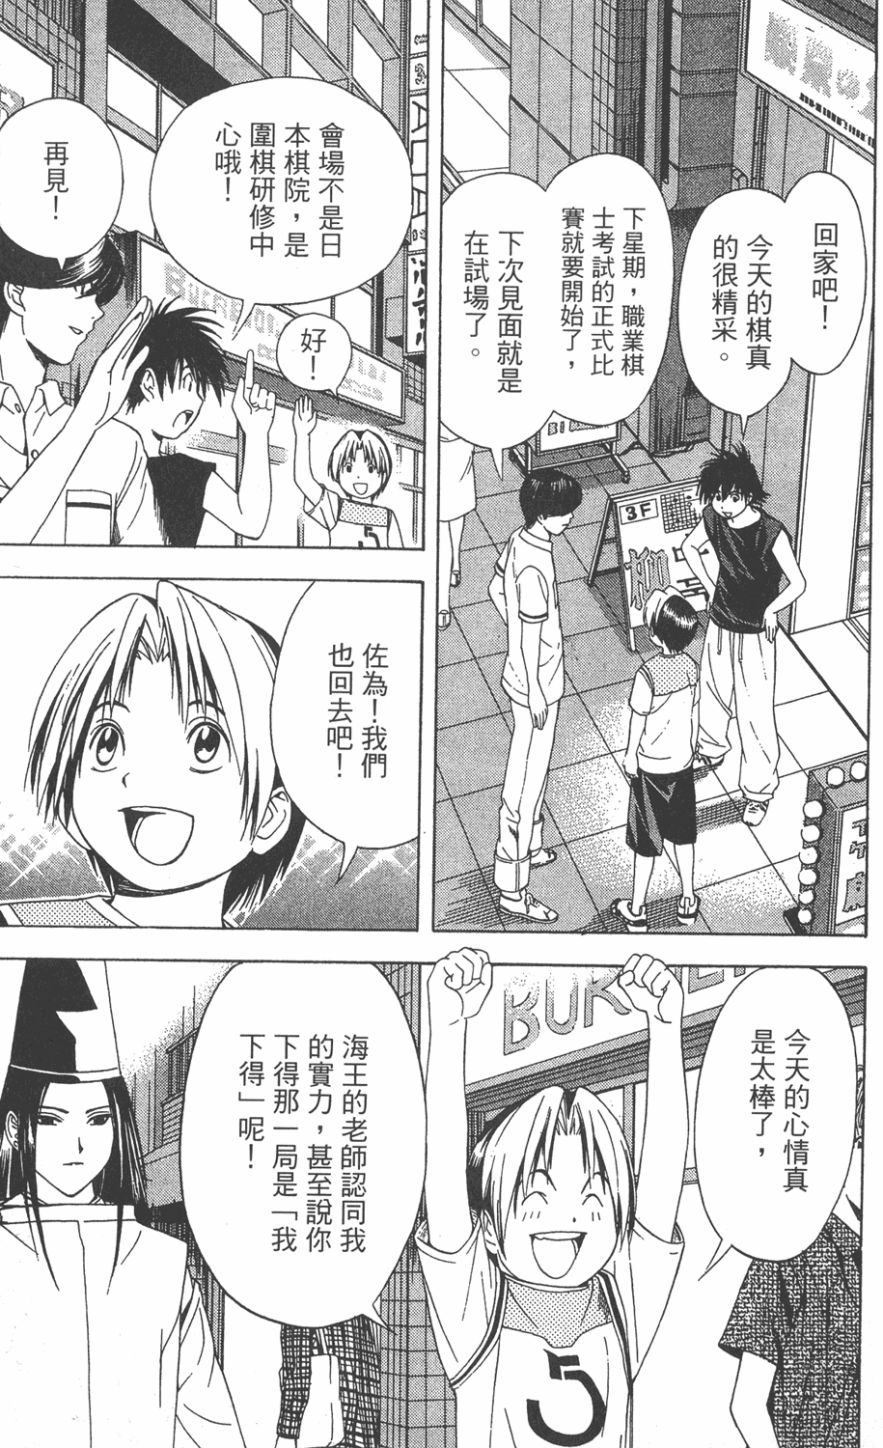 回家吧！
今天的棋真
的很精采。
下星期，職業棋
士考試的正式比
賽就要開始了，
下次見面就是
在試場了。
3F
會場不是日
本棋院，是
圍棋研修中
心哦！
再見！
好！
5
佐為！我們
也回去吧！
今天的心情真
是太棒了，
海王的老師認同我
的實力，甚至說你
下得那一局是「我
下得」呢！
BUR
5